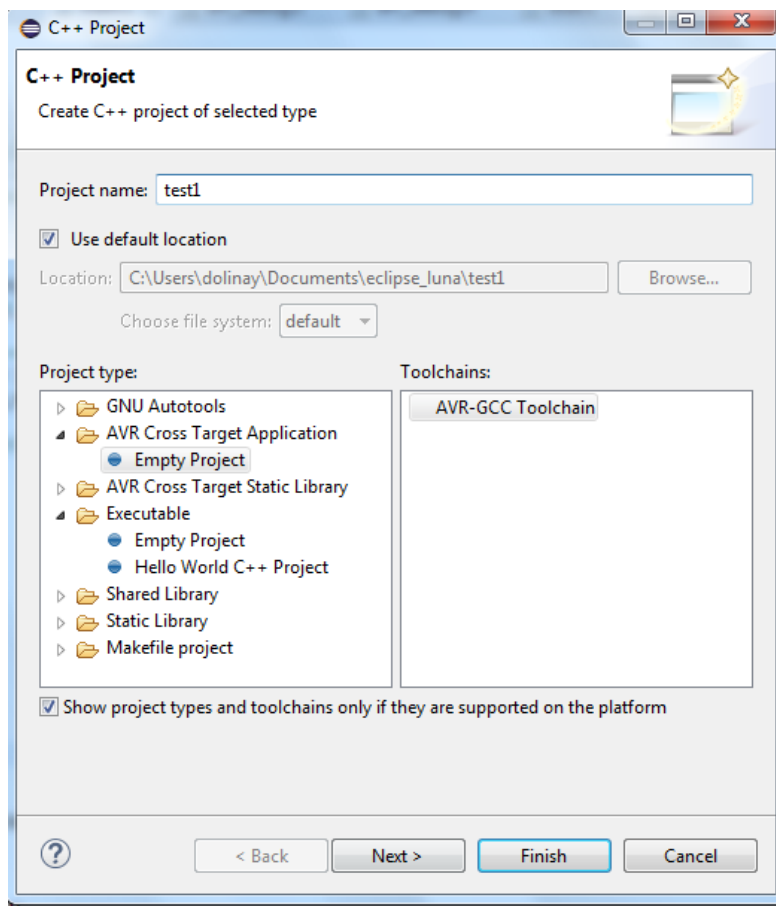 C++ Project
C++ Project
Create C++ project of selected type
Project name: test1
Use default location
Location: C:\Users\dolinay\Documents\eclipse_luna\test1 Browse...
Choose file system: default
Project type: Toolchains:
GNU Autotools AVR-GCC Toolchain
AVR Cross Target Application
Empty Project
AVR Cross Target Static Library
Executable
Empty Project
Hello World C++ Project
Shared Library
Static Library
Makefile project
Show project types and toolchains only if they are supported on the platform
? < Back Next > Finish Cancel